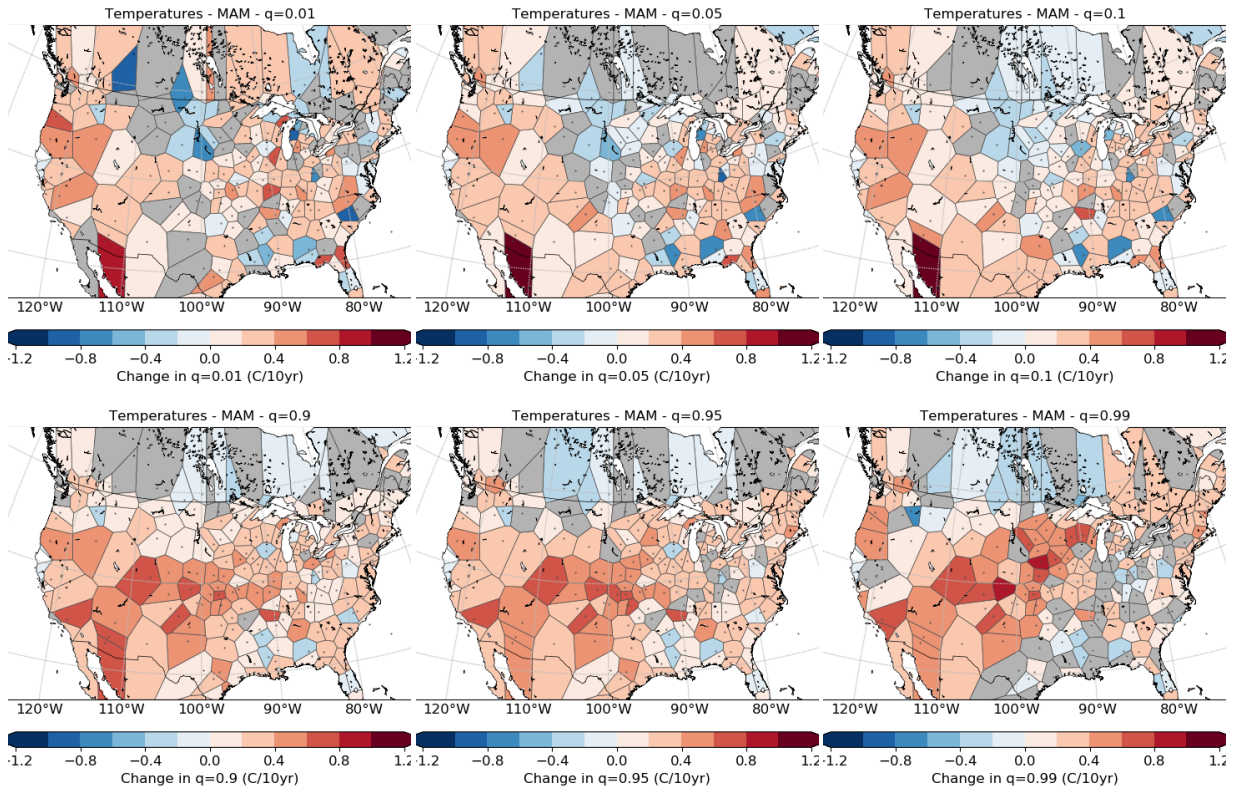 Temperatures - MAM - q=0.01 Temperatures - MAM - q=0.05 Temperatures - MAM - q=0.1
120°W 110°W 100°W 90°W 80°W 120°W 110°W 100°W 90°W 80°W 120°W 110°W 100°W 90°W 80°W
-1.2 −0.8 −0.4 0.0 0.4 0.8 1.2 -1.2 −0.8 −0.4 0.0 0.4 0.8 1.2 -1.2 −0.8 −0.4 0.0 0.4 0.8 1.2
Change in q=0.01 (C/10yr) Change in q=0.05 (C/10yr) Change in q=0.1 (C/10yr)
Temperatures - MAM - q=0.9 Temperatures - MAM - q=0.95 Temperatures - MAM - q=0.99
120°W 110°W 100°W 90°W 80°W 120°W 110°W 100°W 90°W 80°W 120°W 110°W 100°W 90°W 80°W
-1.2 −0.8 −0.4 0.0 0.4 0.8 1.2 -1.2 −0.8 −0.4 0.0 0.4 0.8 1.2 -1.2 −0.8 −0.4 0.0 0.4 0.8 1.2
Change in q=0.9 (C/10yr) Change in q=0.95 (C/10yr) Change in q=0.99 (C/10yr)